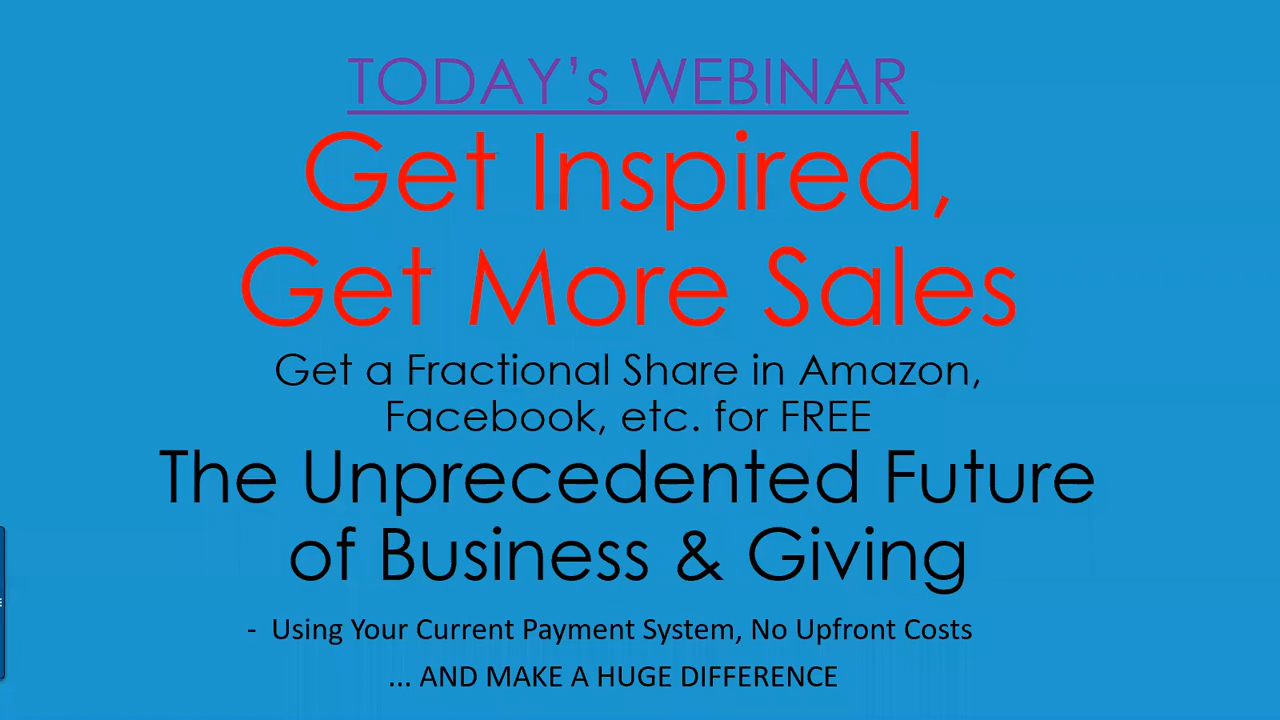 TODAY’s WEBINAR
Get Inspired,
Get More Sales
Get a Fractional Share in Amazon,
Facebook, etc. for FREE
The Unprecedented Future
of Business & Giving
- Using Your Current Payment System, No Upfront Costs
... AND MAKE A HUGE DIFFERENCE